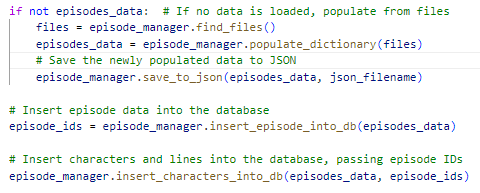 if not episodes_data:  # If no data is loaded, populate from files
    files = episode_manager.find_files()
    episodes_data = episode_manager.populate_dictionary(files)
    # Save the newly populated data to JSON
    episode_manager.save_to_json(episodes_data, json_filename)

# Insert episode data into the database
episode_ids = episode_manager.insert_episode_into_db(episodes_data)

# Insert characters and lines into the database, passing episode IDs
episode_manager.insert_characters_into_db(episodes_data, episode_ids)